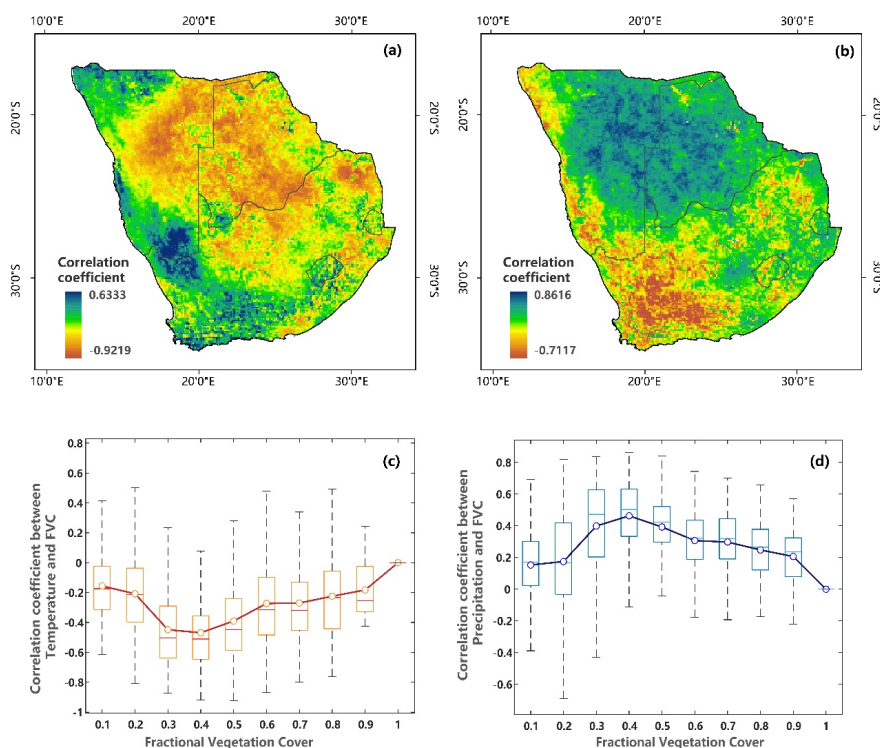 10°0'E 20°0'E 30°0'E 10°0'E 20°0'E 30°0'E
(a) (b)
20°0'S 20°0'S 20°0'S
30°0'S 30°0'S 30°0'S
Correlation
coefficient
0.6333
-0.9219
Correlation
coefficient
0.8616
-0.7117
10°0'E 20°0'E 30°0'E 10°0'E 20°0'E 30°0'E
(c)
Correlation coefficient between
Temperature and FVC
0.8
0.6
0.4
0.2
0
-0.2
-0.4
-0.6
-0.8
-1
0.1 0.2 0.3 0.4 0.5 0.6 0.7 0.8 0.9 1
Fractional Vegetation Cover
(d)
Correlation coefficient between
Precipitation and FVC
0.8
0.6
0.4
0.2
0
-0.2
-0.4
-0.6
0.1 0.2 0.3 0.4 0.5 0.6 0.7 0.8 0.9 1
Fractional Vegetation Cover